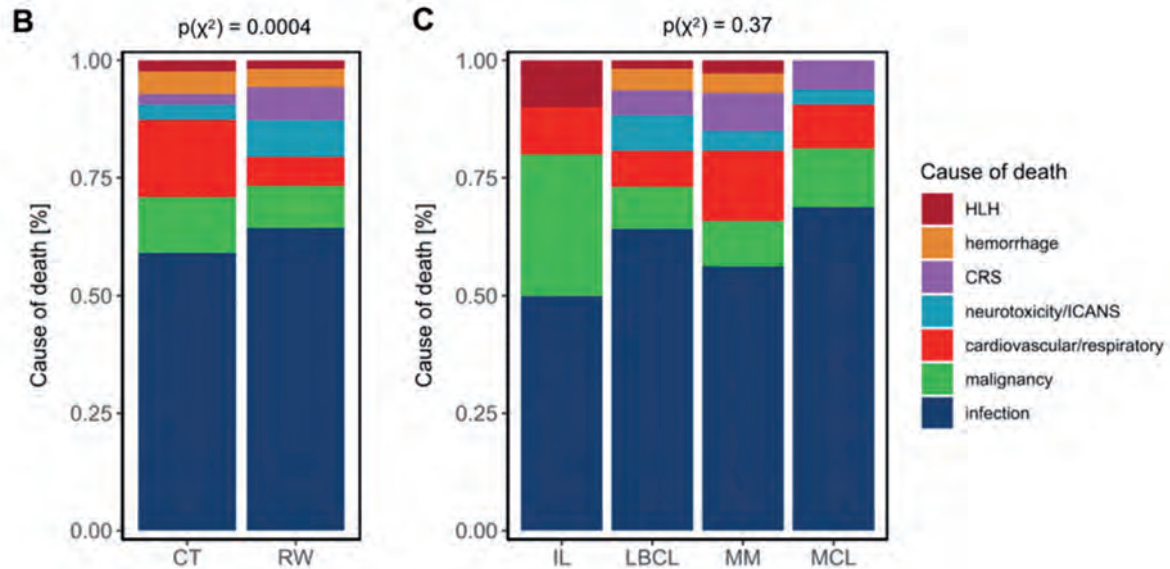 B
p(χ²) = 0.0004
Cause of death [%]
1.00
0.75
0.50
0.25
0.00
CT RW
C
p(χ²) = 0.37
Cause of death [%]
1.00
0.75
0.50
0.25
0.00
IL LBCL MM MCL
Cause of death
HLH
hemorrhage
CRS
neurotoxicity/ICANS
cardiovascular/respiratory
malignancy
infection